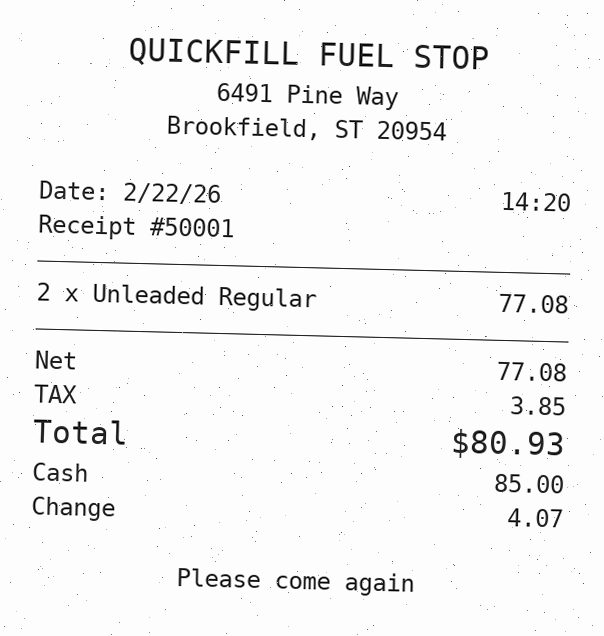 QUICKFILL FUEL STOP
6491 Pine Way
Brookfield, ST 20954
Date: 2/22/26 14:20
Receipt #50001
2 x Unleaded Regular 77.08
Net 77.08
TAX 3.85
Total $80.93
Cash 85.00
Change 4.07
Please come again